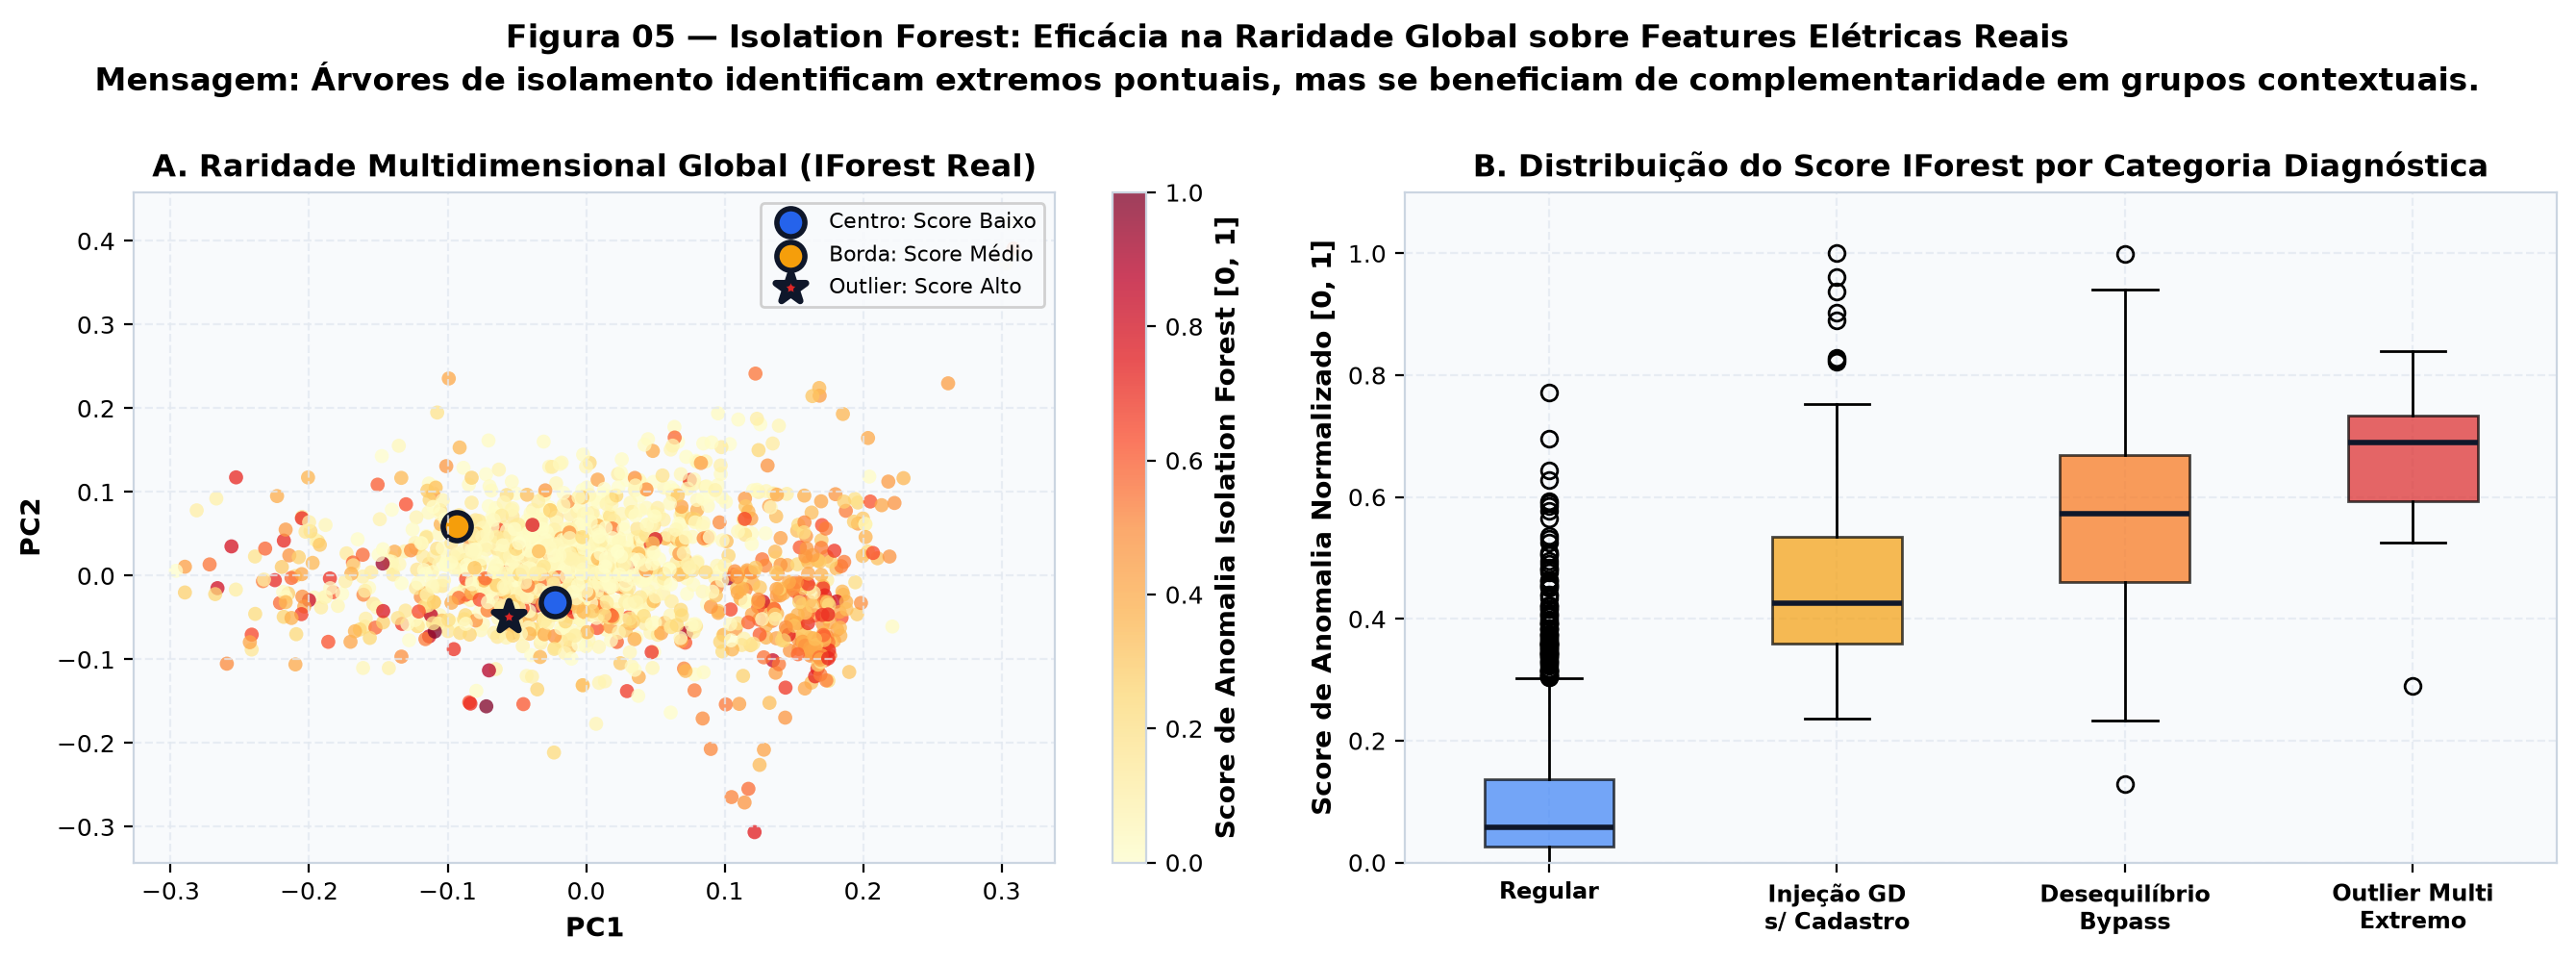 Figura 05 — Isolation Forest: Eficácia na Raridade Global sobre Features Elétricas Reais
Mensagem: Árvores de isolamento identificam extremos pontuais, mas se beneficiam de complementaridade em grupos contextuais.
A. Raridade Multidimensional Global (IForest Real)
Centro: Score Baixo
Borda: Score Médio
Outlier: Score Alto
PC2
0.4
0.3
0.2
0.1
0.0
−0.1
−0.2
−0.3
−0.3
−0.2
−0.1
0.0
0.1
0.2
0.3
PC1
1.0
0.8
0.6
0.4
0.2
0.0
Score de Anomalia Isolation Forest [0, 1]
B. Distribuição do Score IForest por Categoria Diagnóstica
Score de Anomalia Normalizado [0, 1]
1.0
0.8
0.6
0.4
0.2
0.0
Regular
Injeção GD
s/ Cadastro
Desequilíbrio
Bypass
Outlier Multi
Extremo